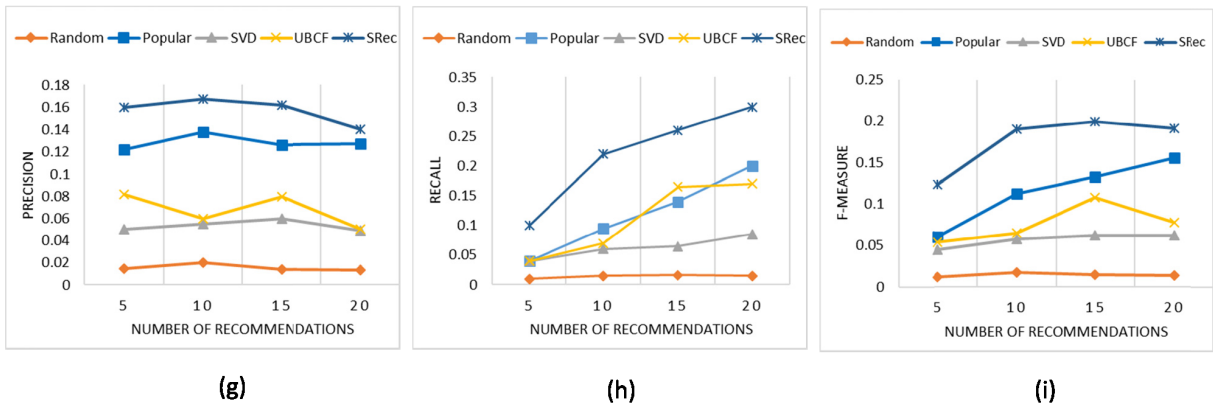 Random Popular SVD UBCF SRec
0.18
0.16
0.14
0.12
0.1
0.08
0.06
0.04
0.02
0
PRECISION
5 10 15 20
NUMBER OF RECOMMENDATIONS
(g)
Random Popular SVD UBCF SRec
0.35
0.3
0.25
0.2
0.15
0.1
0.05
0
RECALL
5 10 15 20
NUMBER OF RECOMMENDATIONS
(h)
Random Popular SVD UBCF SRec
0.25
0.2
0.15
0.1
0.05
0
F-MEASURE
5 10 15 20
NUMBER OF RECOMMENDATIONS
(i)